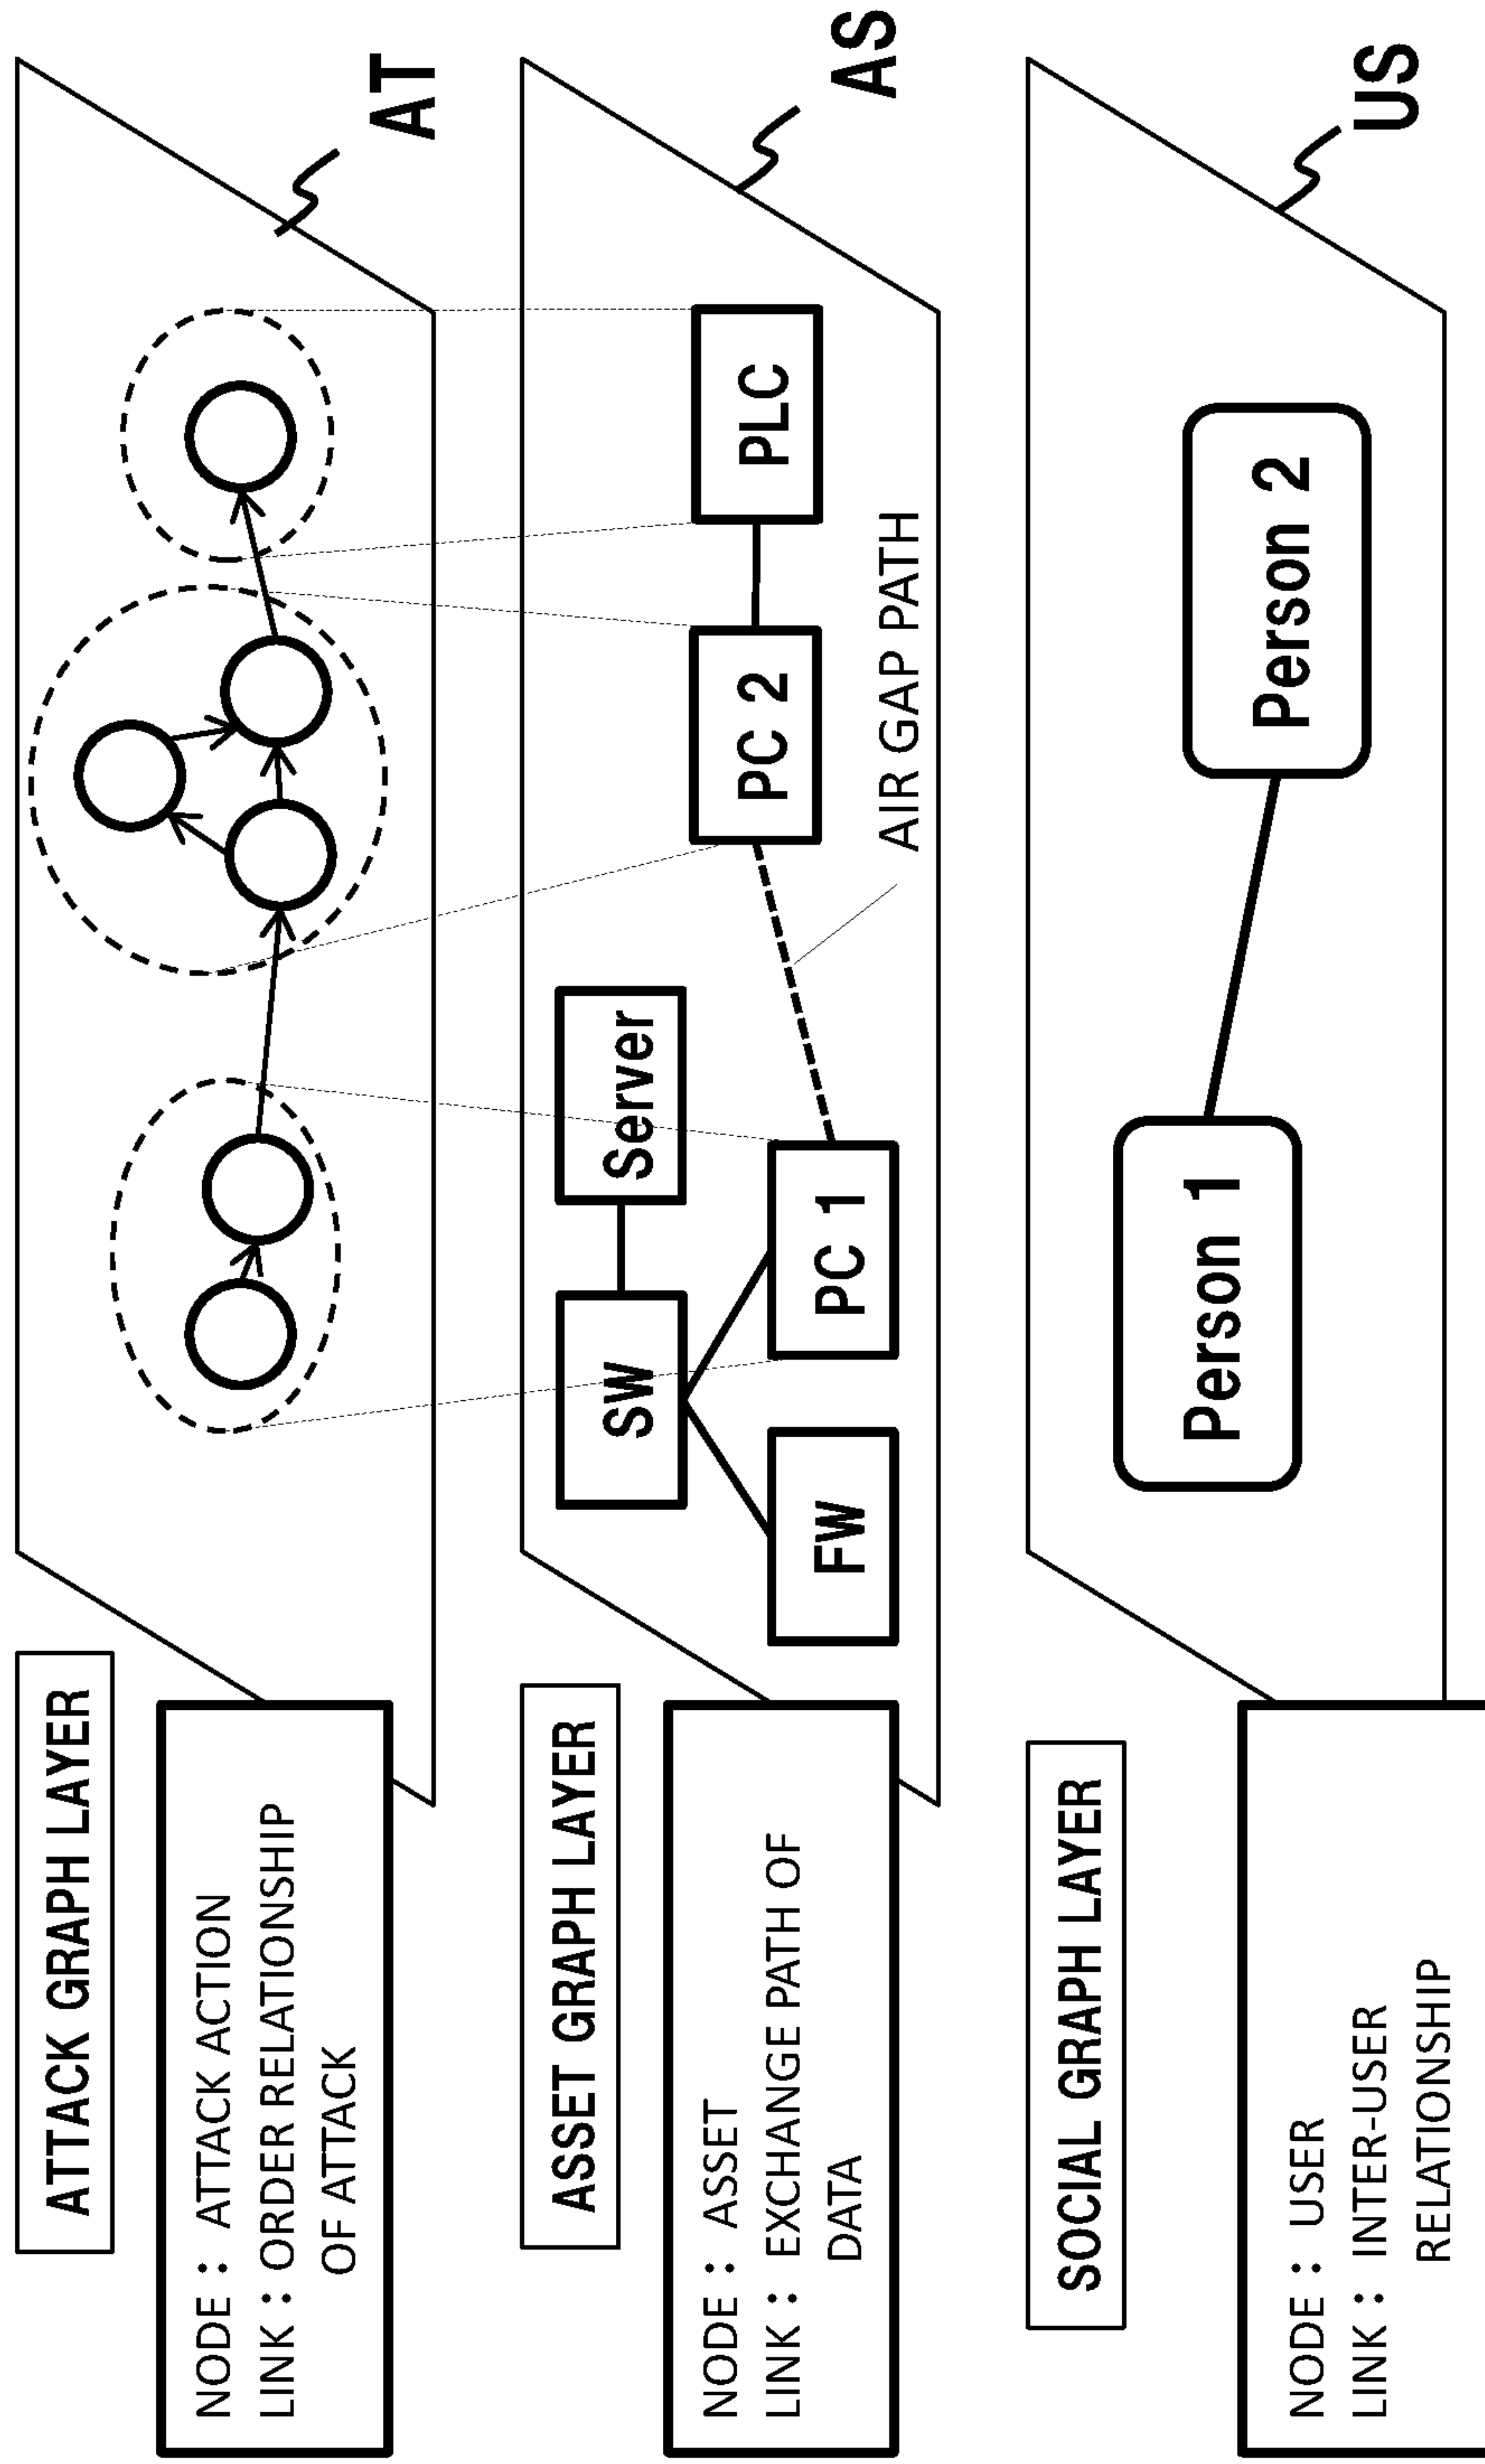 ATTACK GRAPH LAYER
NODE : ATTACK ACTION
LINK : ORDER RELATIONSHIP
OF ATTACK
AT
ASSET GRAPH LAYER
NODE : ASSET
LINK : EXCHANGE PATH OF
DATA
SW
Server
FW
PC 1
PC 2
PLC
AIR GAP PATH
AS
SOCIAL GRAPH LAYER
NODE : USER
LINK : INTER-USER
RELATIONSHIP
Person 1
Person 2
US